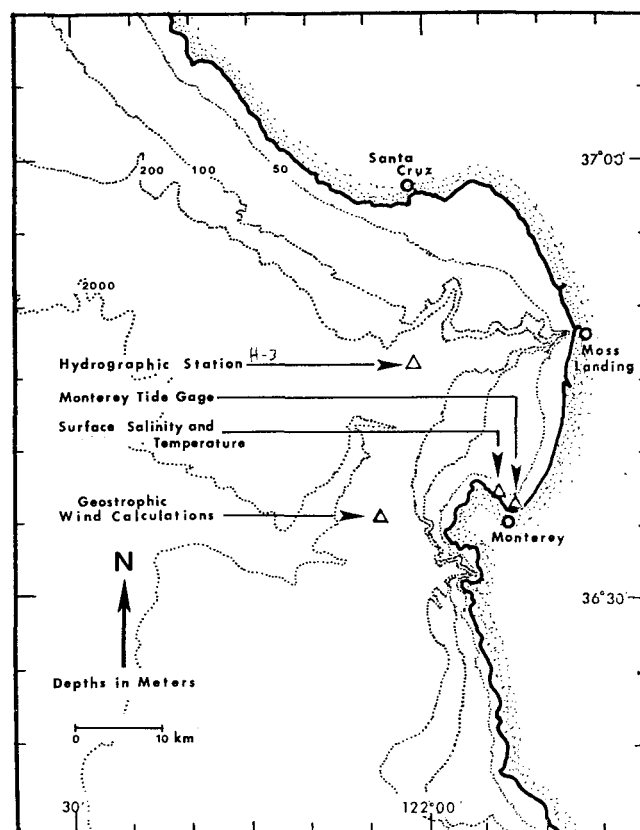 Santa
Cruz
37°00'
200
100
50
2000
Hydrographic Station H-3
Moss
Landing
Monterey Tide Gage
Surface Salinity and
Temperature
Geostrophic
Wind Calculations
Monterey
N
36°30'
Depths in Meters
0 10 km
30'
122°00'